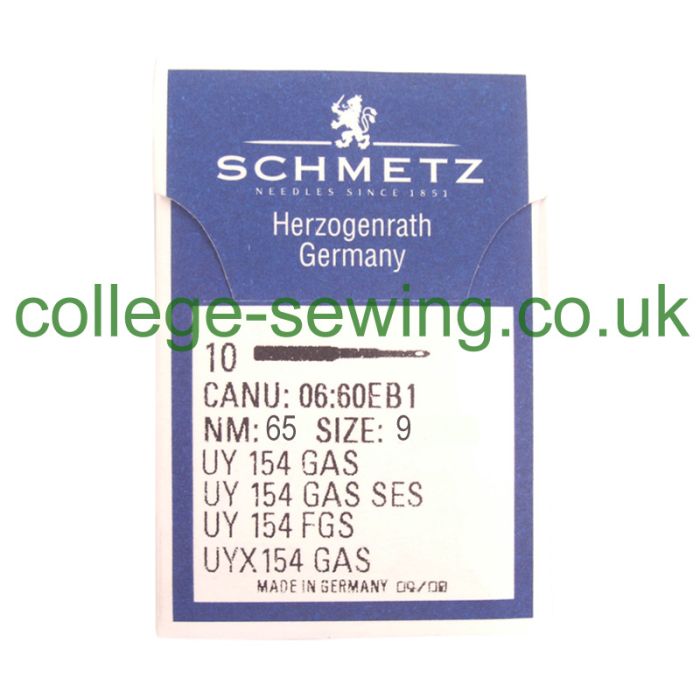 SCHMETZ
NEEDLES SINCE 1851
Herzogenrath
Germany
college-sewing.co.uk
10
CANU: 06:60EB1
NM: 65 SIZE: 9
UY 154 GAS
UY 154 GAS SES
UY 154 FGS
UYX154 GAS
MADE IN GERMANY 09/08